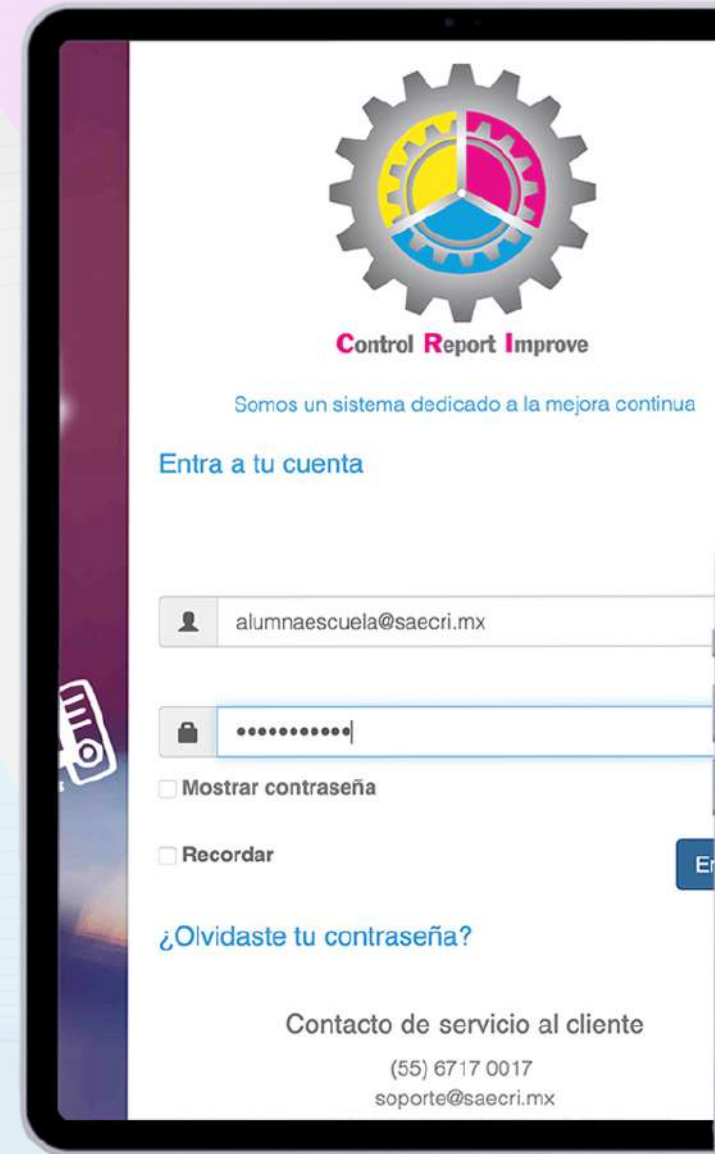 Control Report Improve
Somos un sistema dedicado a la mejora continua
Entra a tu cuenta
alumnaescuela@saecri.mx
•••••••••••
Mostrar contraseña
Recordar
¿Olvidaste tu contraseña?
Contacto de servicio al cliente
(55) 6717 0017
soporte@saecri.mx